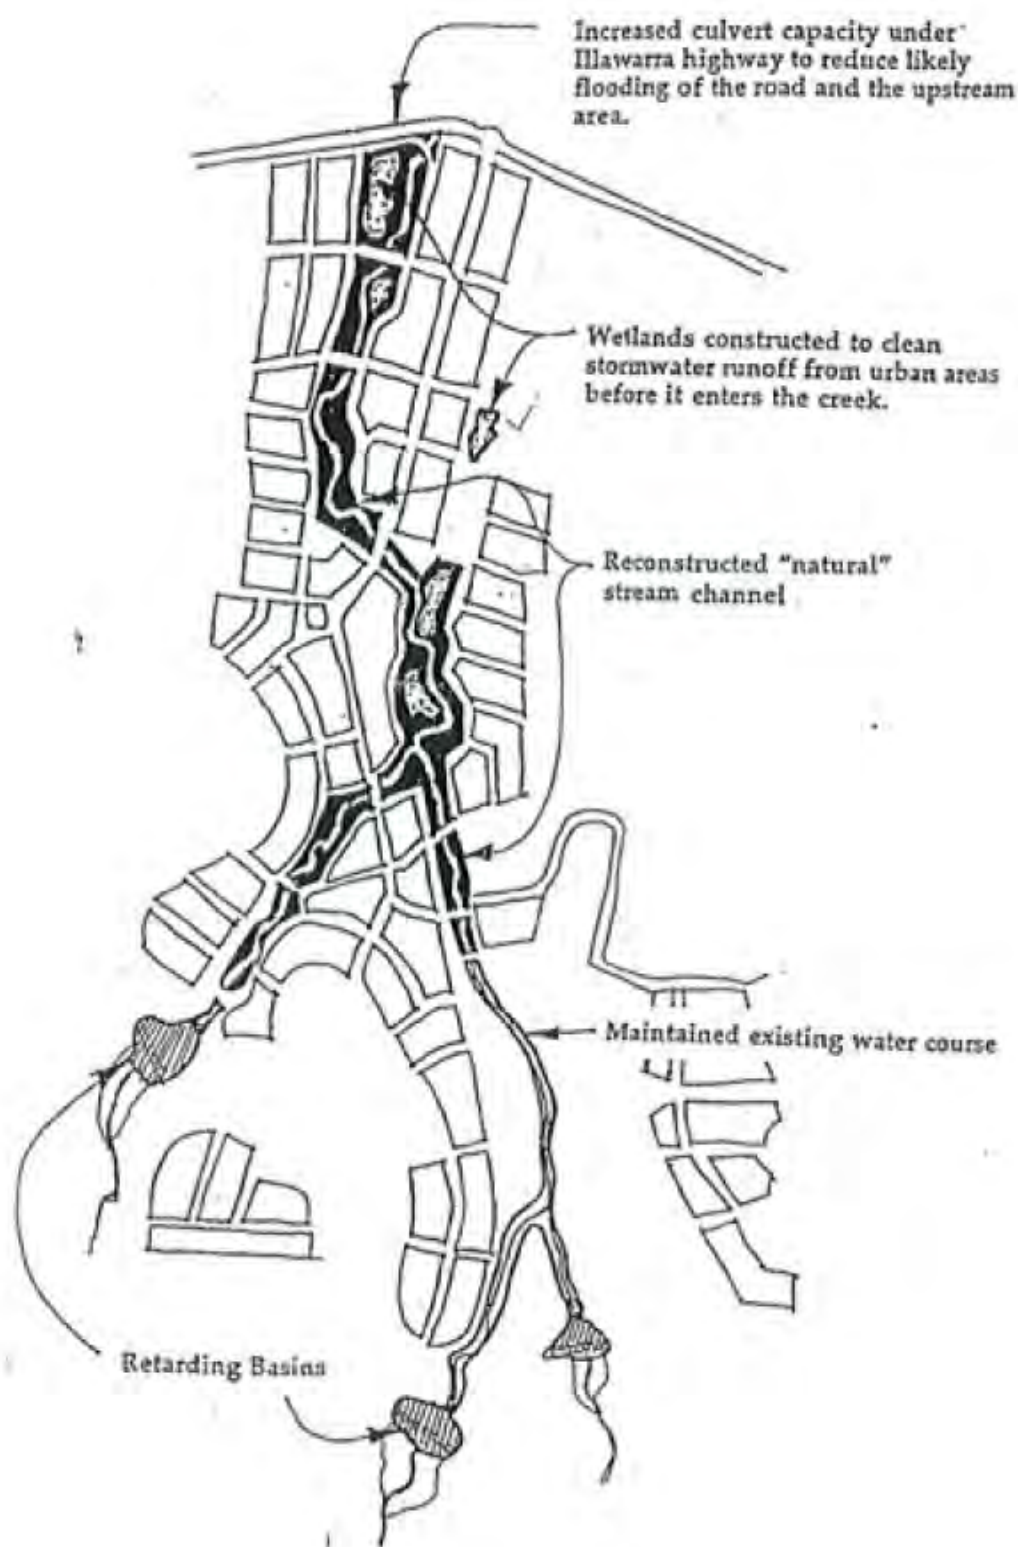 Increased culvert capacity under
Illawarra highway to reduce likely
flooding of the road and the upstream
area.
Wetlands constructed to clean
stormwater runoff from urban areas
before it enters the creek.
Reconstructed "natural"
stream channel
Maintained existing water course
Retarding Basins